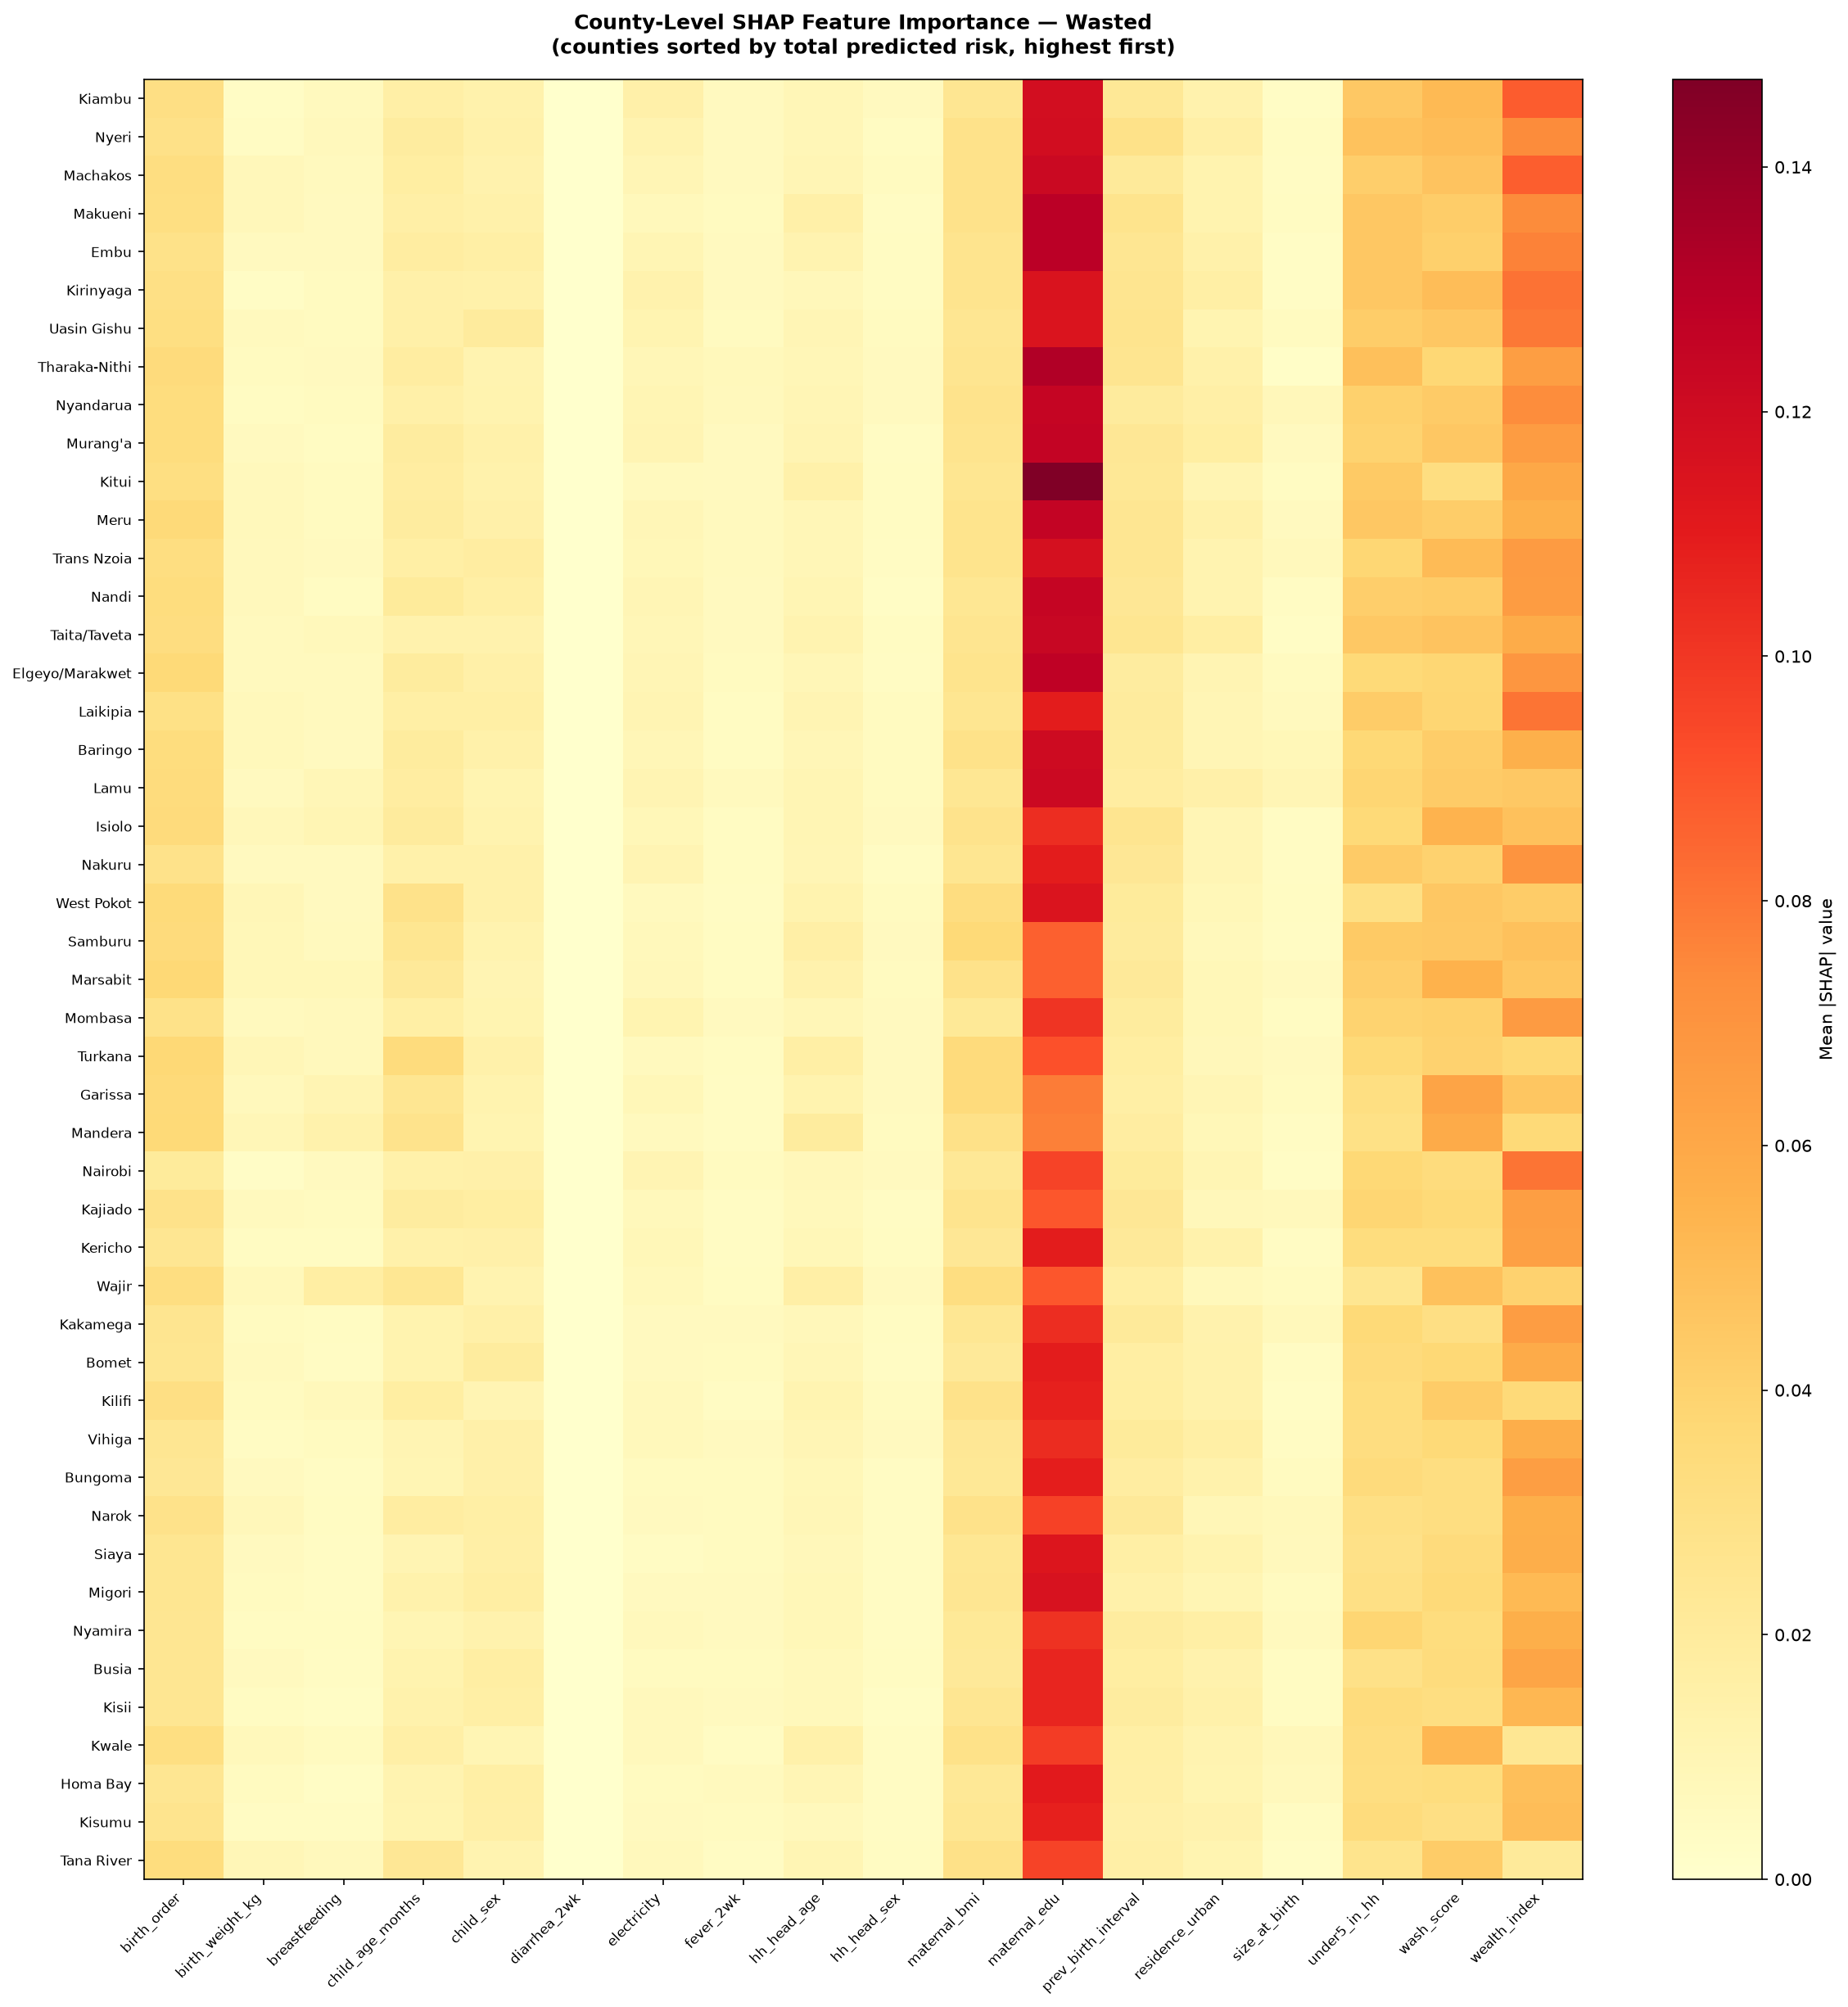 County-Level SHAP Feature Importance — Wasted
(counties sorted by total predicted risk, highest first)
Kiambu
Nyeri
Machakos
Makueni
Embu
Kirinyaga
Uasin Gishu
Tharaka-Nithi
Nyandarua
Murang'a
Kitui
Meru
Trans Nzoia
Nandi
Taita/Taveta
Elgeyo/Marakwet
Laikipia
Baringo
Lamu
Isiolo
Nakuru
West Pokot
Samburu
Marsabit
Mombasa
Turkana
Garissa
Mandera
Nairobi
Kajiado
Kericho
Wajir
Kakamega
Bomet
Kilifi
Vihiga
Bungoma
Narok
Siaya
Migori
Nyamira
Busia
Kisii
Kwale
Homa Bay
Kisumu
Tana River
birth_order
birth_weight_kg
breastfeeding
child_age_months
child_sex
diarrhea_2wk
electricity
fever_2wk
hh_head_age
hh_head_sex
maternal_bmi
maternal_edu
prev_birth_interval
residence_urban
size_at_birth
under5_in_hh
wash_score
wealth_index
0.14
0.12
0.10
0.08
0.06
0.04
0.02
0.00
Mean |SHAP| value